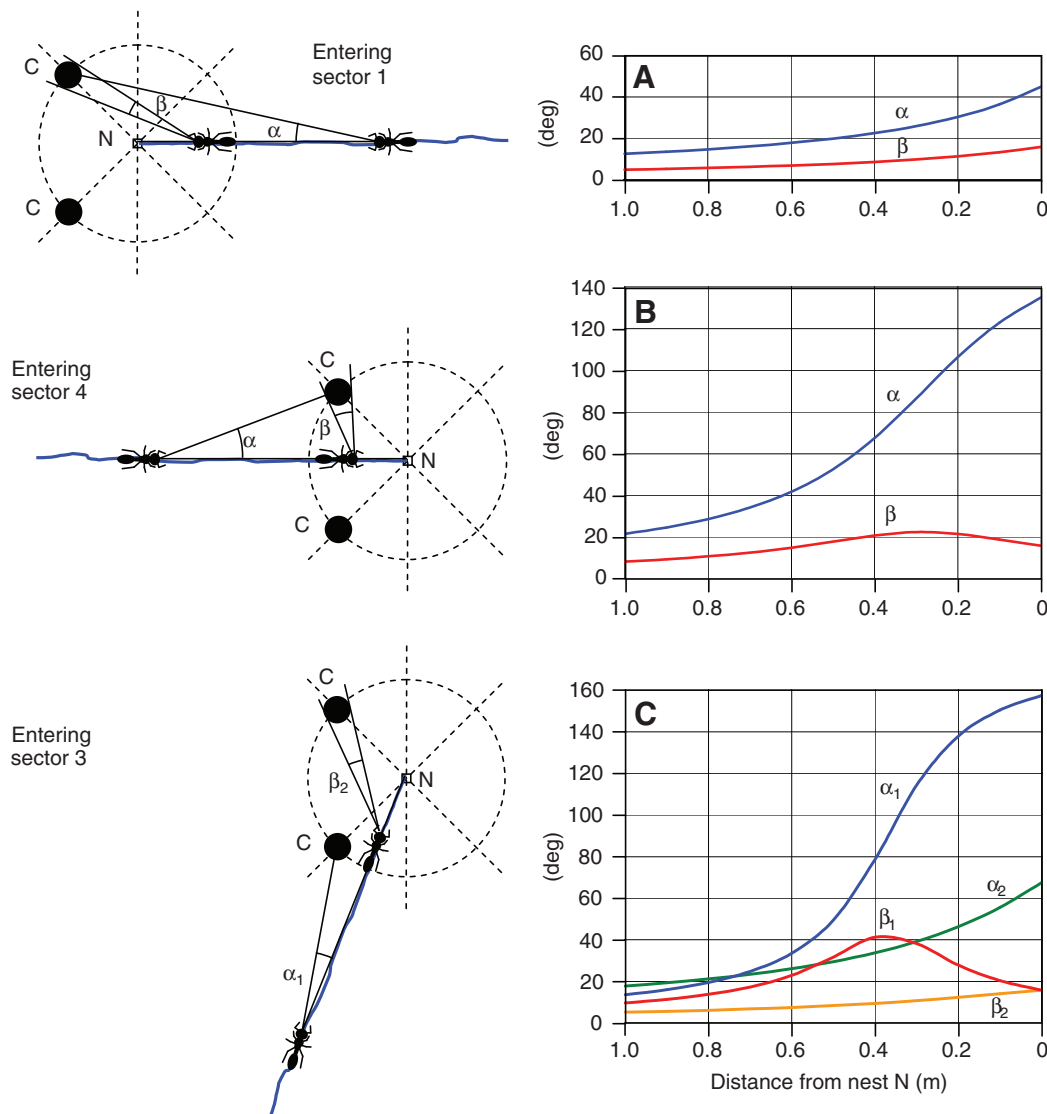 Entering
sector 1
C
β
N
α
C
A
60
40
20
0
(deg)
α
β
1.0 0.8 0.6 0.4 0.2 0
Entering
sector 4
C
α
β
N
C
B
140
120
100
80
60
40
20
0
(deg)
α
β
1.0 0.8 0.6 0.4 0.2 0
Entering
sector 3
C
β2
N
C
α1
C
160
140
120
100
80
60
40
20
0
(deg)
α1
α2
β1
β2
1.0 0.8 0.6 0.4 0.2 0
Distance from nest N (m)